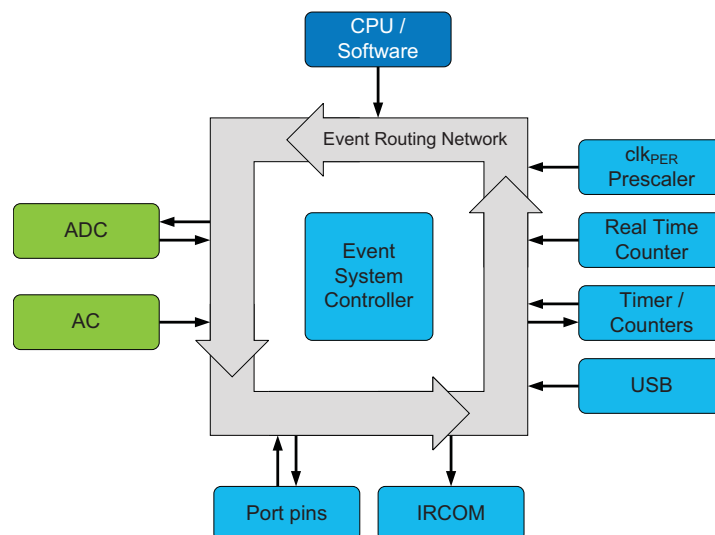 CPU /
Software
Event Routing Network
clkPER
Prescaler
ADC
Event
System
Controller
Real Time
Counter
AC
Timer /
Counters
USB
Port pins
IRCOM